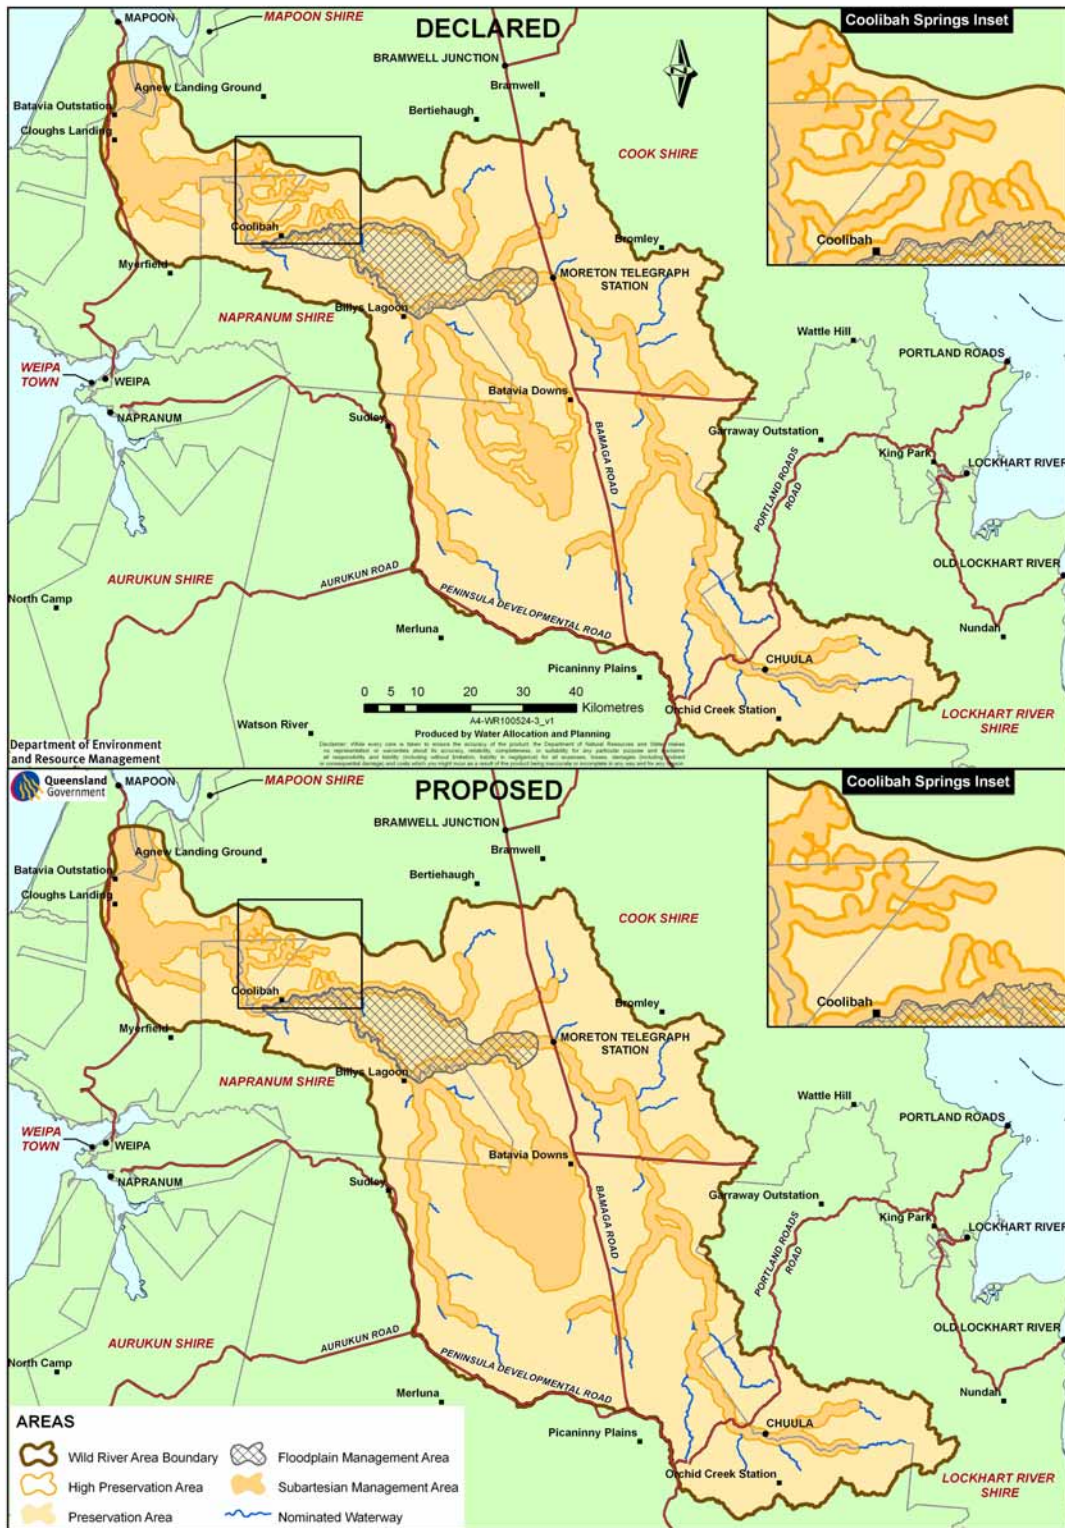 MAPOON
MAPOON SHIRE
DECLARED
Coolibah Springs Inset
BRAMWELL JUNCTION
Agnew Landing Ground
Bramwell
Batavia Outstation
Bertiehaugh
Cloughs Landing
COOK SHIRE
Coolibah
Coolibah
Bromley
Myerfield
MORETON TELEGRAPH
STATION
Billys Lagoon
NAPRANUM SHIRE
Wattle Hill
PORTLAND ROADS
WEIPA
TOWN
WEIPA
Batavia Downs
NAPRANUM
Sudley
BAMAGA ROAD
Garraway Outstation
King Park
LOCKHART RIVER
PORTLAND ROADS
ROAD
AURUKUN SHIRE
AURUKUN ROAD
OLD LOCKHART RIVER
North Camp
PENINSULA DEVELOPMENTAL ROAD
Merluna
Nundah
Picaninny Plains
CHUULA
0 5 10 20 30 40
Kilometres
Orchid Creek Station
A4-WR100524-3_v1
LOCKHART RIVER
SHIRE
Watson River
Produced by Water Allocation and Planning
Department of Environment
and Resource Management
Queensland
Government
MAPOON
MAPOON SHIRE
PROPOSED
Coolibah Springs Inset
BRAMWELL JUNCTION
Agnew Landing Ground
Bramwell
Batavia Outstation
Bertiehaugh
Cloughs Landing
COOK SHIRE
Coolibah
Coolibah
Bromley
Myerfield
MORETON TELEGRAPH
STATION
Billys Lagoon
NAPRANUM SHIRE
Wattle Hill
PORTLAND ROADS
WEIPA
TOWN
WEIPA
Batavia Downs
NAPRANUM
Sudley
BAMAGA ROAD
Garraway Outstation
King Park
LOCKHART RIVER
PORTLAND ROADS
ROAD
AURUKUN SHIRE
AURUKUN ROAD
OLD LOCKHART RIVER
North Camp
PENINSULA DEVELOPMENTAL ROAD
Merluna
Nundah
Picaninny Plains
CHUULA
Orchid Creek Station
LOCKHART RIVER
SHIRE
AREAS
Wild River Area Boundary
Floodplain Management Area
High Preservation Area
Subartesian Management Area
Preservation Area
Nominated Waterway